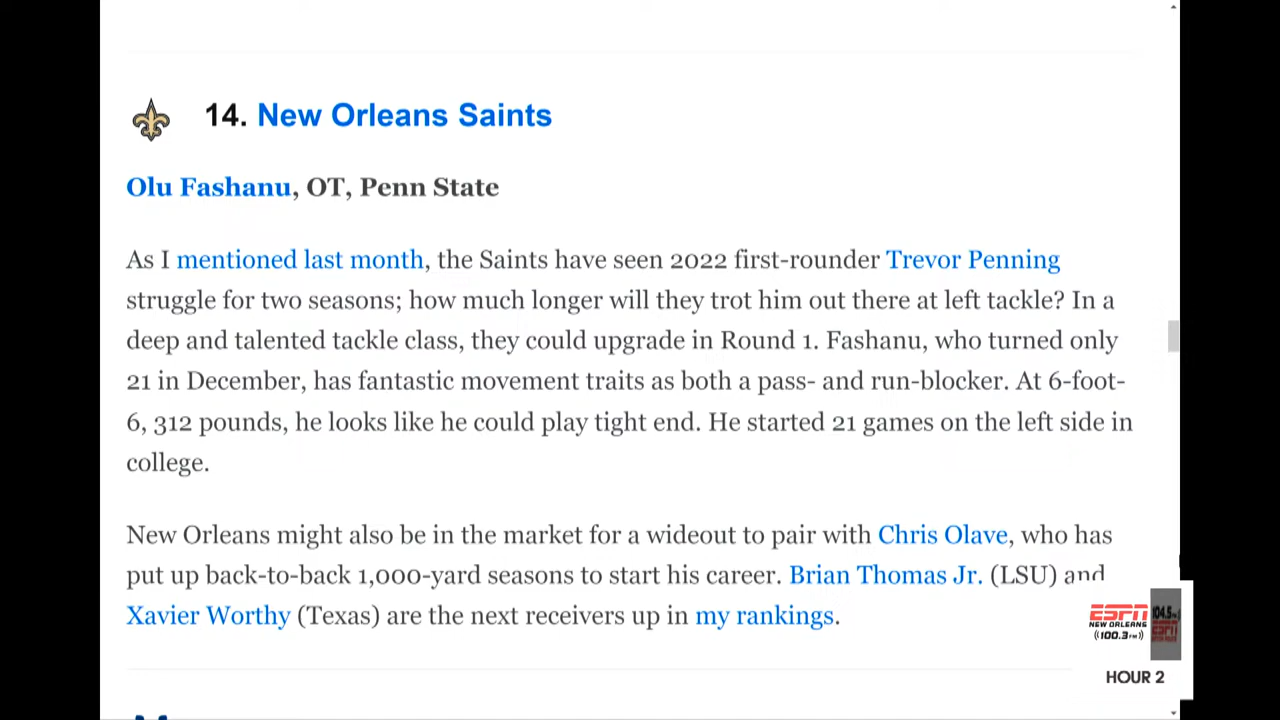 14. New Orleans Saints
Olu Fashanu, OT, Penn State
As I mentioned last month, the Saints have seen 2022 first-rounder Trevor Penning
struggle for two seasons; how much longer will they trot him out there at left tackle? In a
deep and talented tackle class, they could upgrade in Round 1. Fashanu, who turned only
21 in December, has fantastic movement traits as both a pass- and run-blocker. At 6-foot-
6, 312 pounds, he looks like he could play tight end. He started 21 games on the left side in
college.
New Orleans might also be in the market for a wideout to pair with Chris Olave, who has
put up back-to-back 1,000-yard seasons to start his career. Brian Thomas Jr. (LSU) and
Xavier Worthy (Texas) are the next receivers up in my rankings.
ESPN
NEW ORLEANS
100.3 FM
104.5
ESPN
HOUR 2